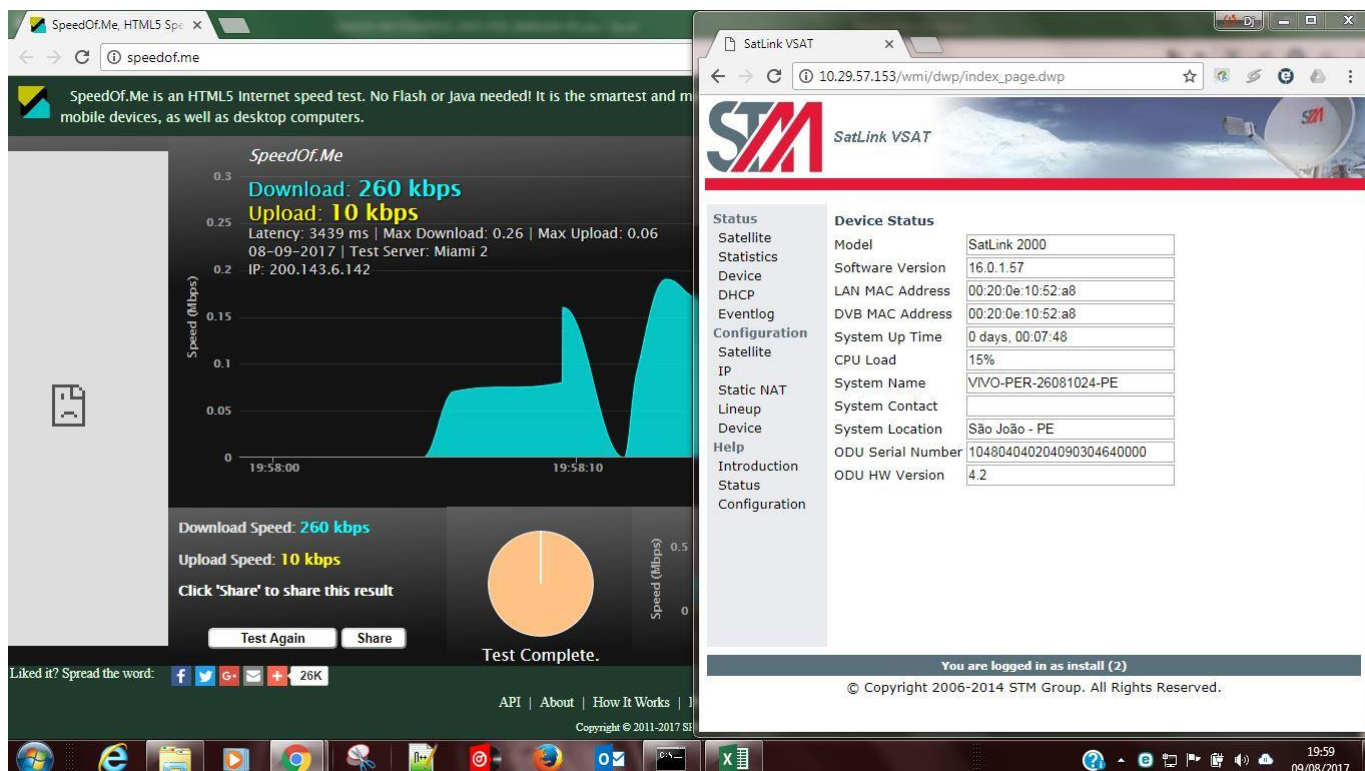 SpeedOf.Me, HTML5 Spe
speedof.me
SpeedOf.Me is an HTML5 Internet speed test. No Flash or Java needed! It is the smartest and m
mobile devices, as well as desktop computers.
SpeedOf.Me
Download: 260 kbps
Upload: 10 kbps
Latency: 3439 ms | Max Download: 0.26 | Max Upload: 0.06
08-09-2017 | Test Server: Miami 2
IP: 200.143.6.142
Speed (Mbps)
0.3
0.25
0.2
0.15
0.1
0.05
0
19:58:00
19:58:10
Download Speed: 260 kbps
Upload Speed: 10 kbps
Click 'Share' to share this result
Test Again
Share
Test Complete.
Speed (Mbps)
0.5
0
Liked it? Spread the word:
26K
API | About | How It Works |
Copyright © 2011-2017
Dj
SatLink VSAT
10.29.57.153/wmi/dwp/index_page.dwp
STM
SatLink VSAT
STM
Status
Satellite
Statistics
Device
DHCP
Eventlog
Configuration
Satellite
IP
Static NAT
Lineup
Device
Help
Introduction
Status
Configuration
Device Status
Model SatLink 2000
Software Version 16.0.1.57
LAN MAC Address 00:20:0e:10:52:a8
DVB MAC Address 00:20:0e:10:52:a8
System Up Time 0 days, 00:07:48
CPU Load 15%
System Name VIVO-PER-26081024-PE
System Contact
System Location São João - PE
ODU Serial Number 104804040204090304640000
ODU HW Version 4.2
You are logged in as install (2)
© Copyright 2006-2014 STM Group. All Rights Reserved.
19:59
09/08/2017